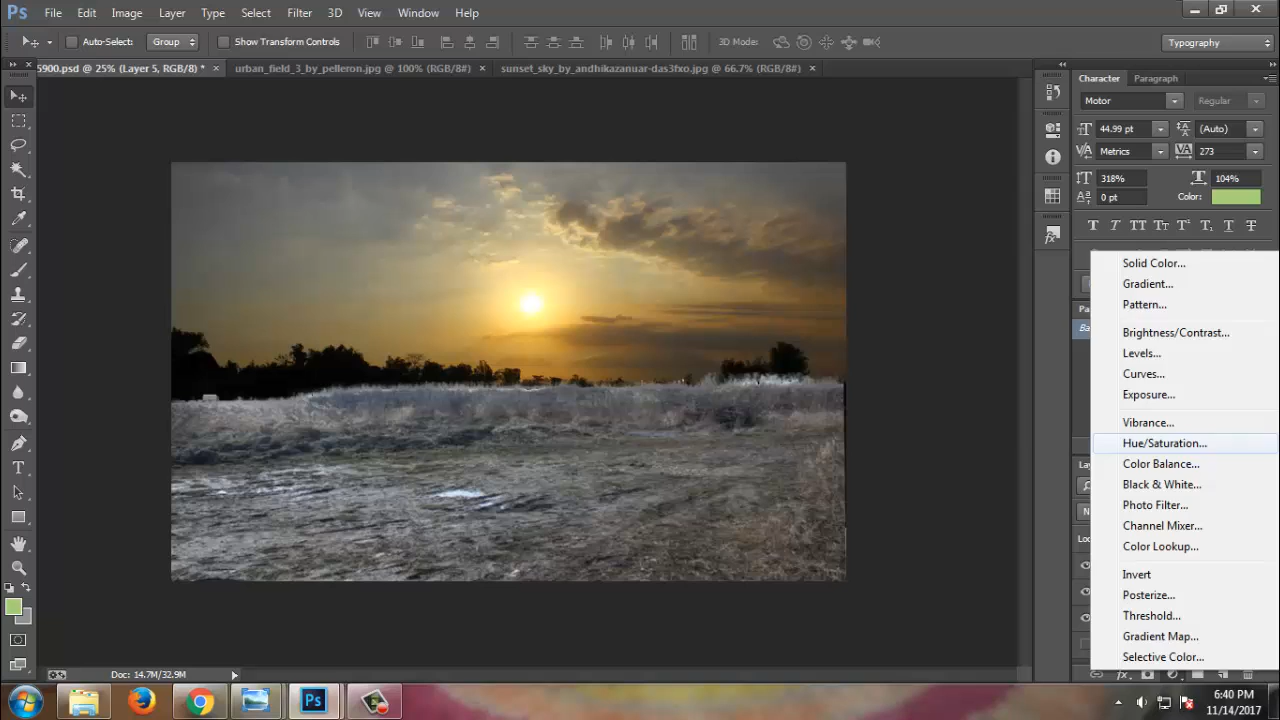 Ps File Edit Image Layer Type Select Filter 3D View Window Help
Auto-Select: Group Show Transform Controls 3D Mode: Typography
5900.psd @ 25% (Layer 5, RGB/8) * × urban_field_3_by_pelleron.jpg @ 100% (RGB/8#) × sunset_sky_by_andhikazanuar-das3fxo.jpg @ 66.7% (RGB/8#) ×
Character Paragraph
Motor Regular
44.99 pt (Auto)
Metrics 273
318% 104%
0 pt Color:
Solid Color...
Gradient...
Pattern...
Brightness/Contrast...
Levels...
Curves...
Exposure...
Vibrance...
Hue/Saturation...
Color Balance...
Black & White...
Photo Filter...
Channel Mixer...
Color Lookup...
Invert
Posterize...
Threshold...
Gradient Map...
Selective Color...
Doc: 14.7M/32.9M
Ps
6:40 PM
11/14/2017